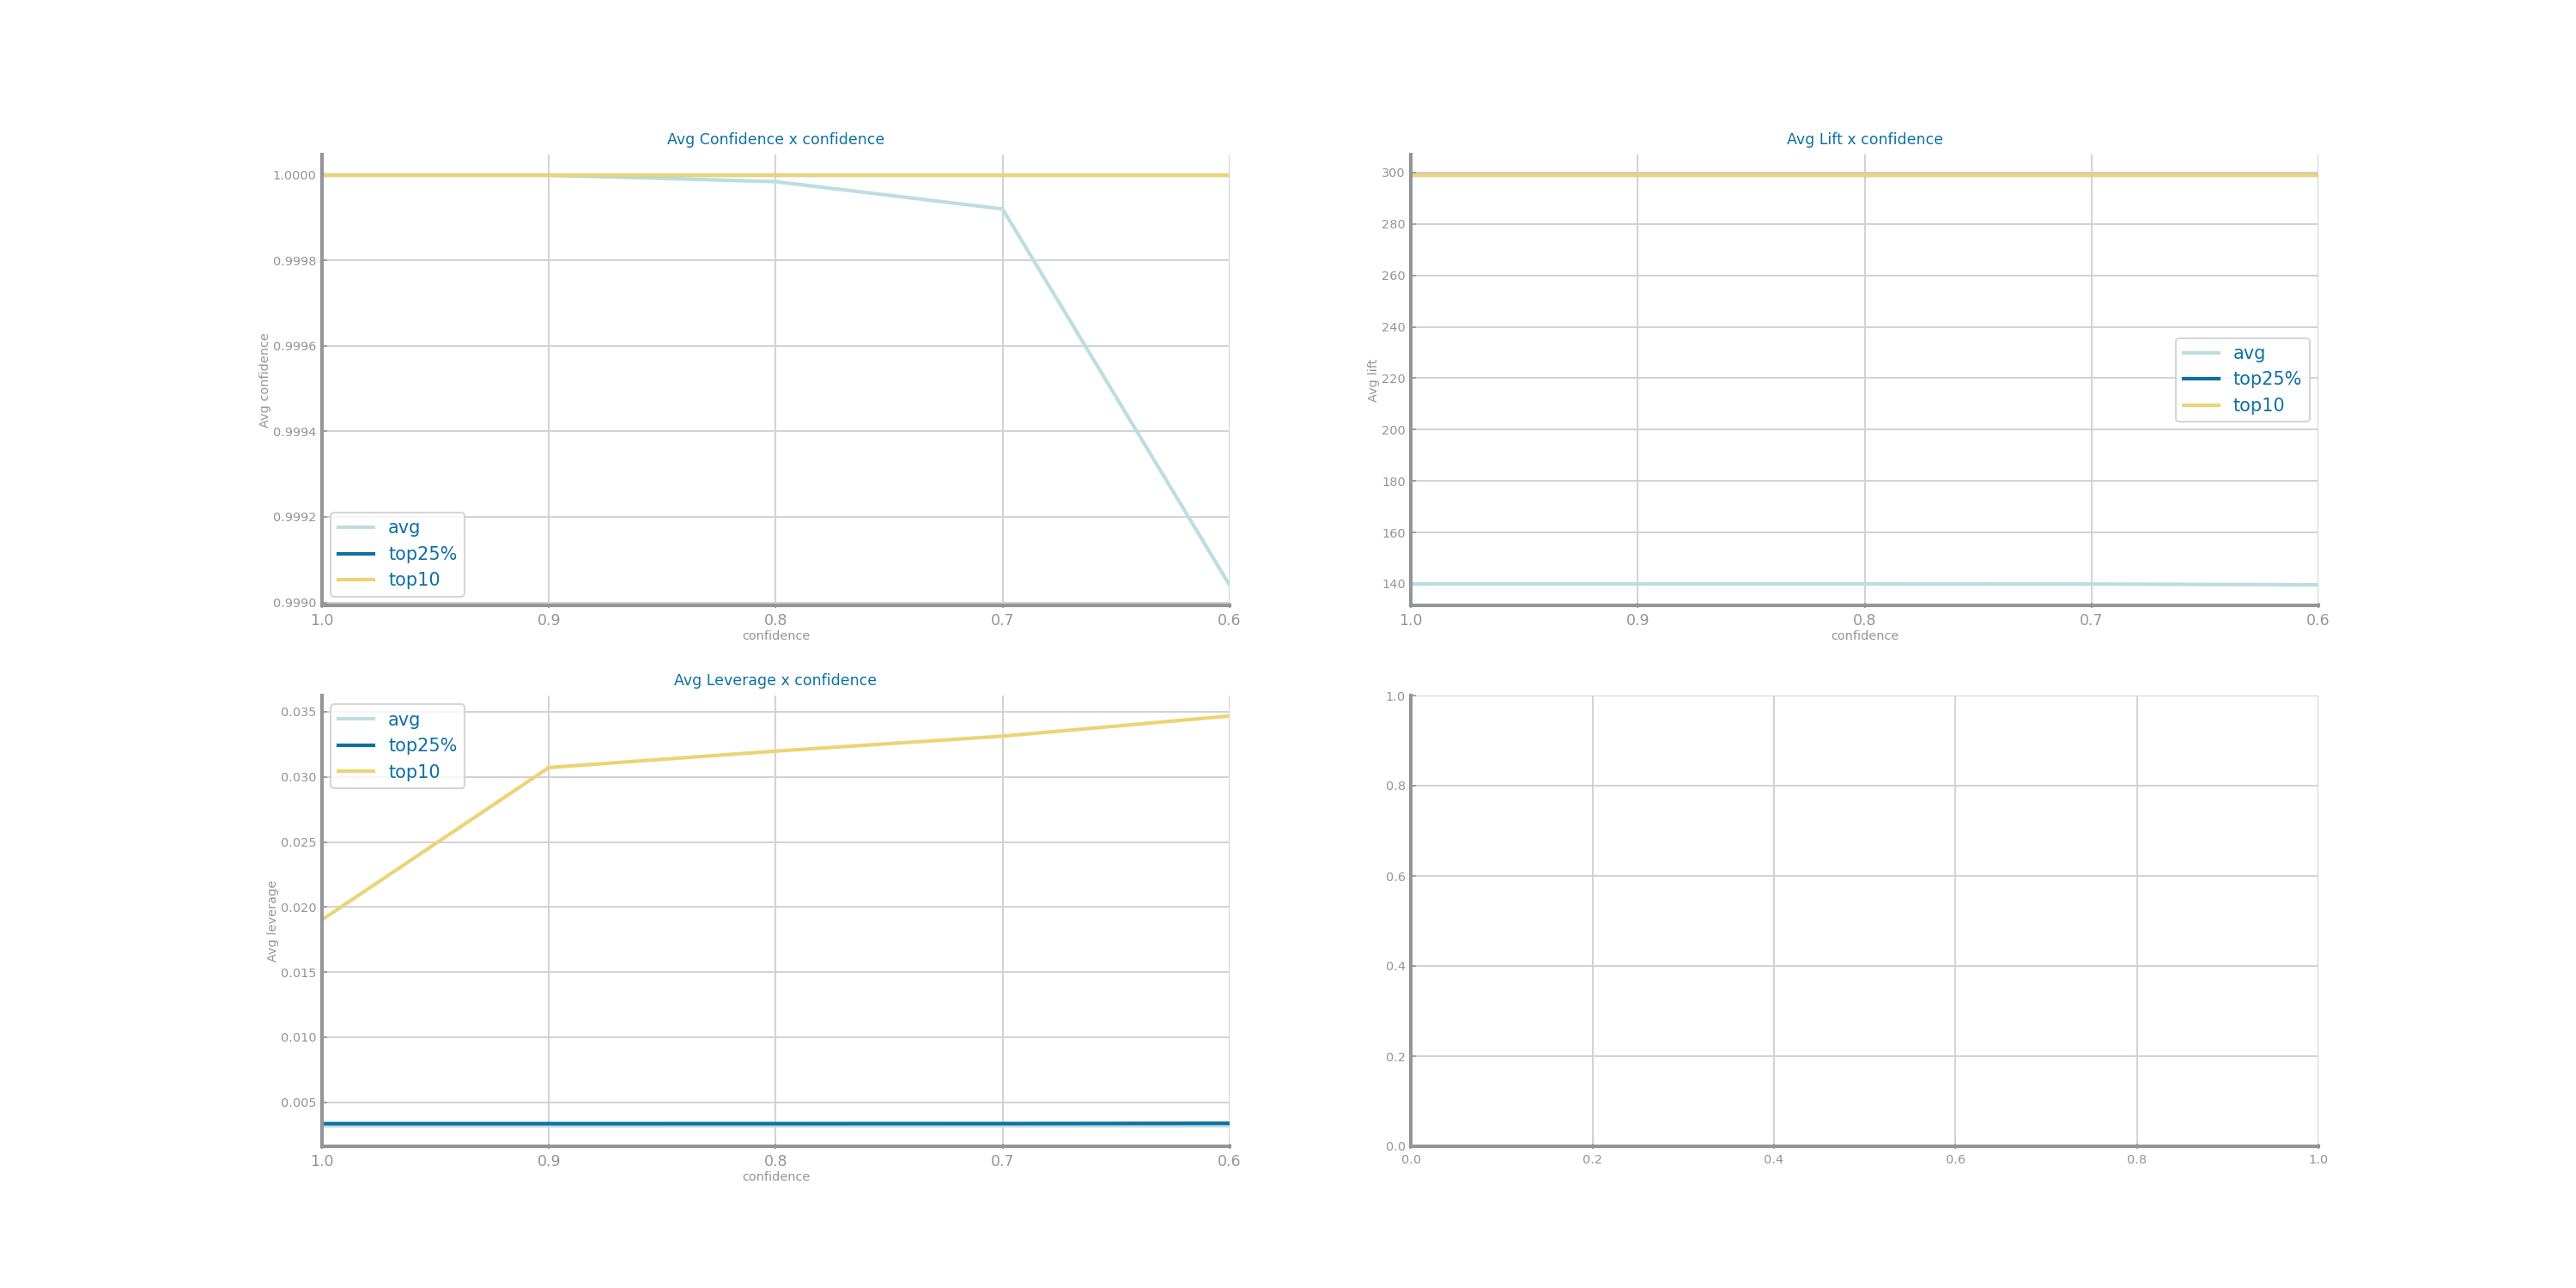 Avg Confidence x confidence
1.0000
0.9998
0.9996
0.9994
0.9992
0.9990
Avg confidence
avg
top25%
top10
1.0 0.9 0.8 0.7 0.6
confidence
Avg Lift x confidence
300
280
260
240
220
200
180
160
140
Avg lift
avg
top25%
top10
1.0 0.9 0.8 0.7 0.6
confidence
Avg Leverage x confidence
0.035
0.030
0.025
0.020
0.015
0.010
0.005
Avg leverage
avg
top25%
top10
1.0 0.9 0.8 0.7 0.6
confidence
1.0
0.8
0.6
0.4
0.2
0.0
0.0 0.2 0.4 0.6 0.8 1.0